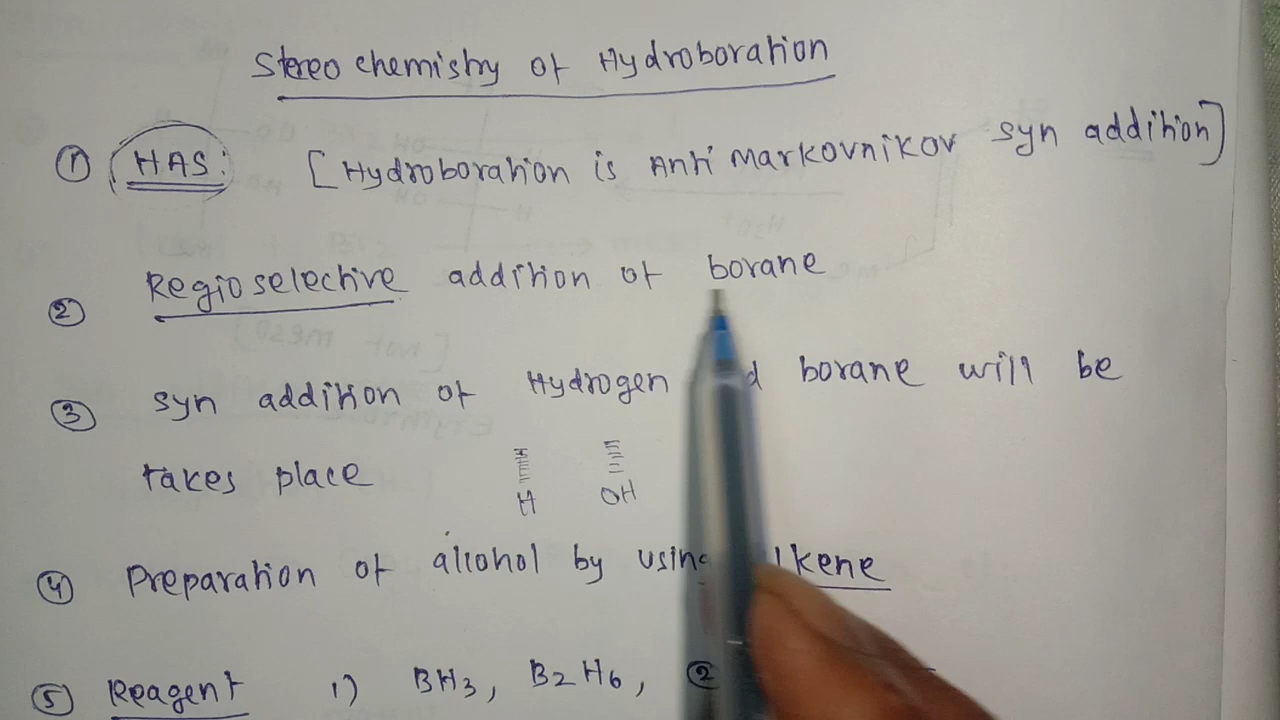 Stereo chemistry of Hydroboration
① HAS: [Hydroboration is Anti Markovnikov syn addition]
② Regioselective addition of borane
③ syn addition of Hydrogen borane will be
takes place
H OH
④ Preparation of alcohol by using
⑤ Reagent 1) BH3, B2H6, ②